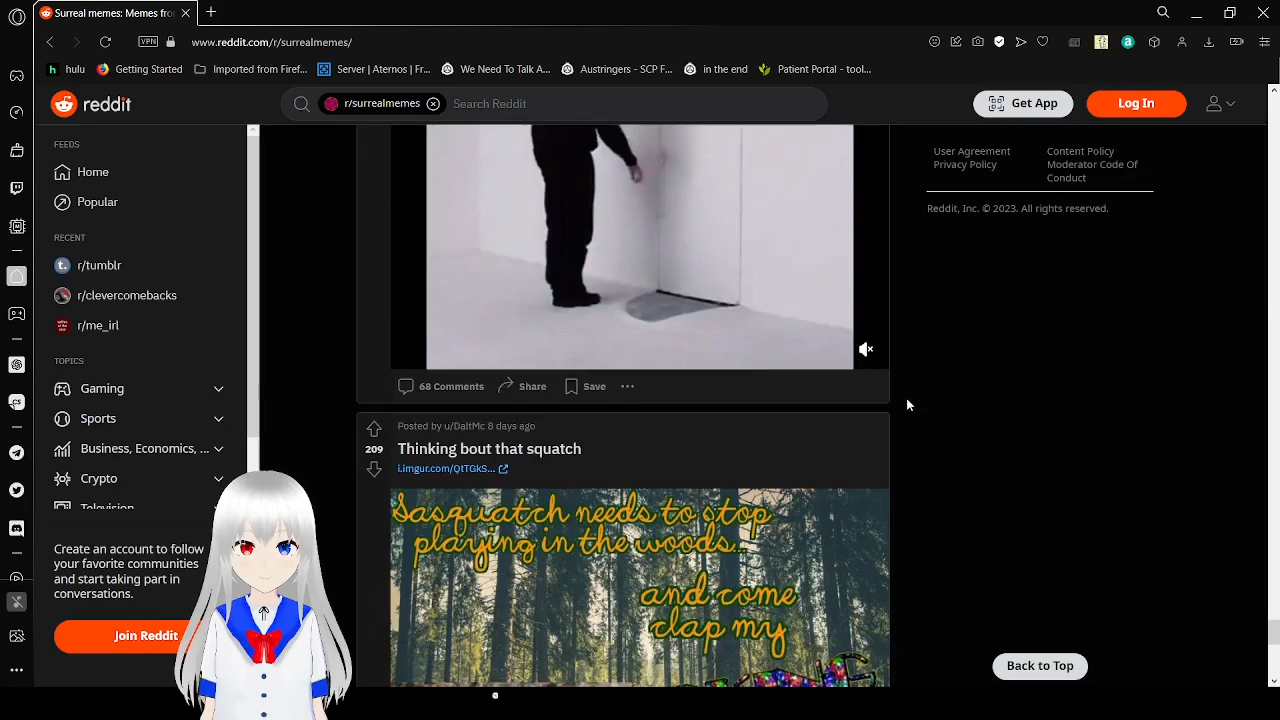 Surreal memes: Memes fro
VPN
www.reddit.com/r/surrealmemes/
hulu
Getting Started
Imported from Firef...
Server | Aternos | Fr...
We Need To Talk A...
Austringers - SCP F...
in the end
Patient Portal - tool...
reddit
r/surrealmemes
Search Reddit
Get App
Log In
FEEDS
Home
Popular
RECENT
r/tumblr
r/clevercomebacks
r/me_irl
TOPICS
Gaming
Sports
Business, Economics, ...
Crypto
Television
Create an account to follow
your favorite communities
and start taking part in
conversations.
Join Reddit
68 Comments
Share
Save
209
Posted by u/DaltMc 8 days ago
Thinking bout that squatch
i.imgur.com/QtTGkS...
Sasquatch needs to stop
playing in the woods...
and come
clap my
User Agreement
Privacy Policy
Content Policy
Moderator Code Of
Conduct
Reddit, Inc. © 2023. All rights reserved.
Back to Top